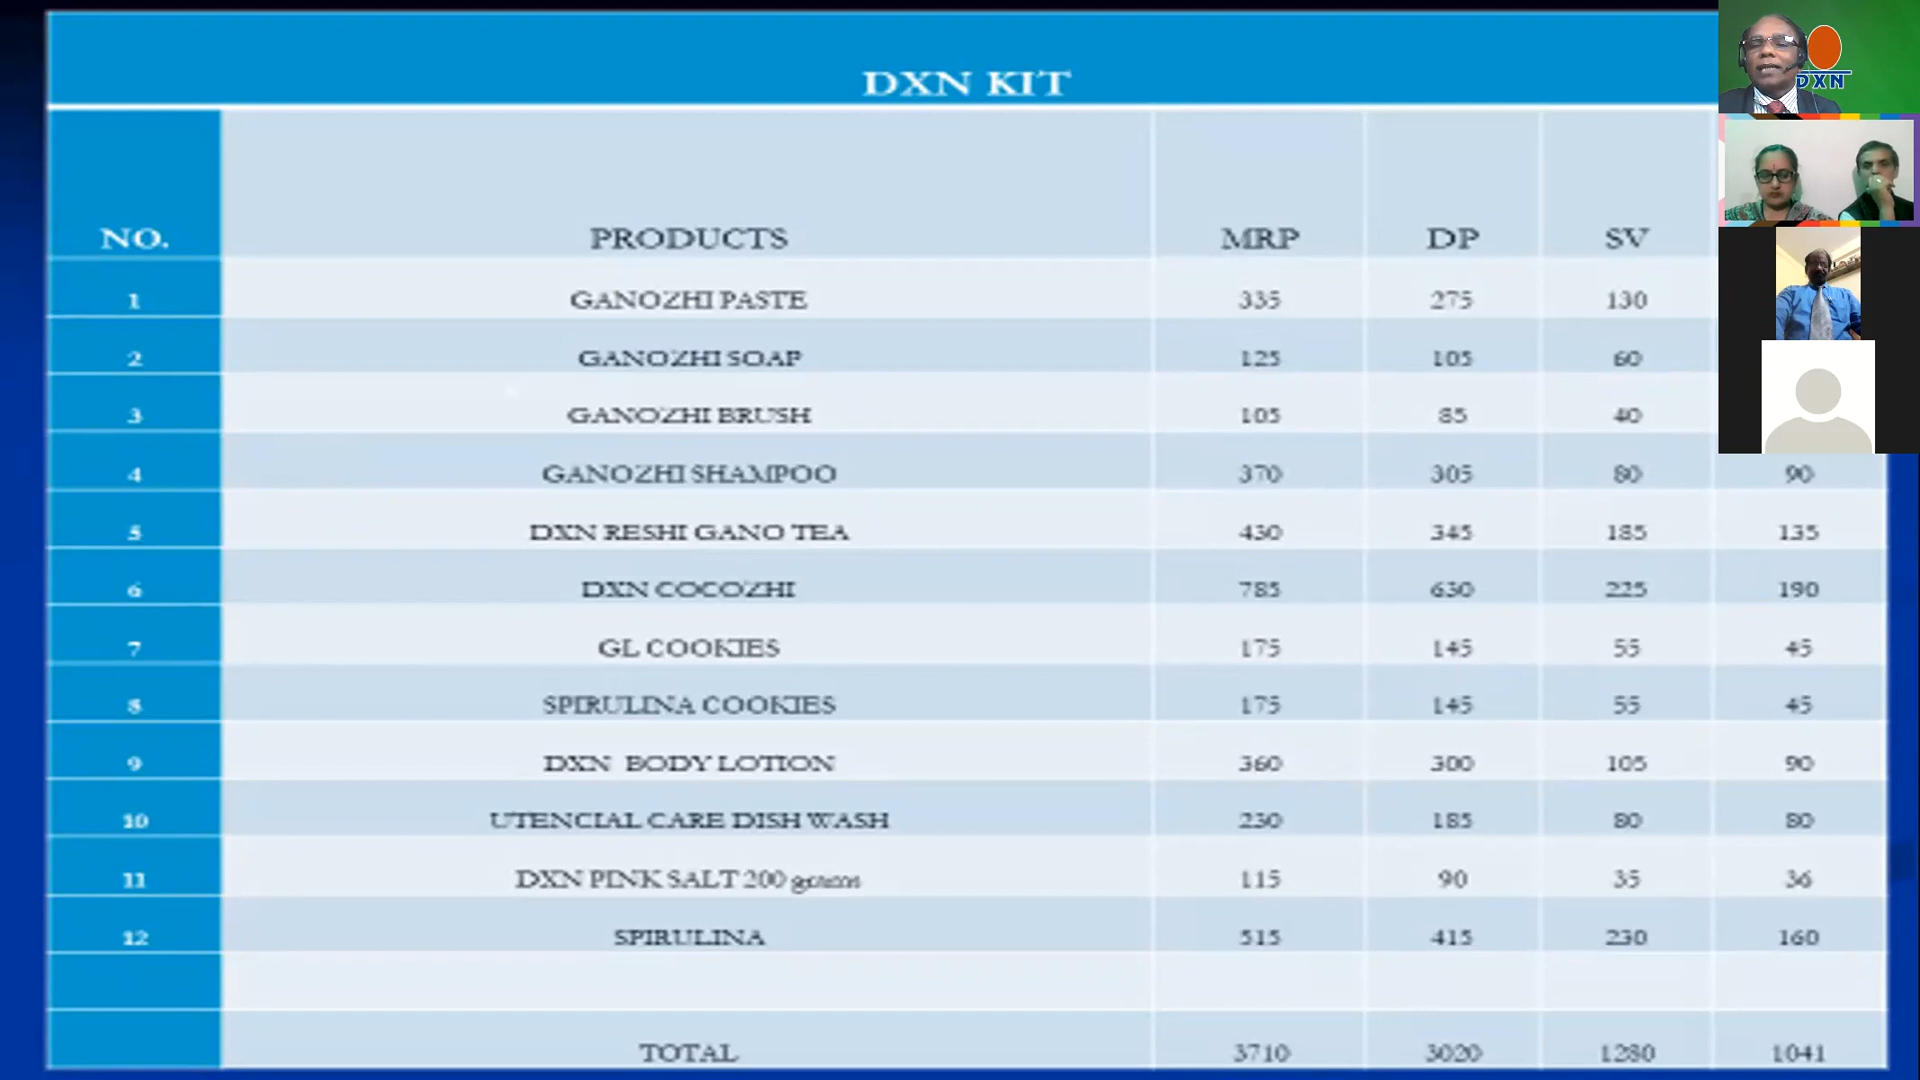 DXN KIT
DXN
NO. PRODUCTS MRP DP SV
1 GANOZHI PASTE 335 275 130
2 GANOZHI SOAP 125 105 60
3 GANOZHI BRUSH 105 85 40
4 GANOZHI SHAMPOO 370 305 80 90
5 DXN RESHI GANO TEA 430 345 185 135
6 DXN COCOZHI 785 630 225 190
7 GL COOKIES 175 145 55 45
8 SPIRULINA COOKIES 175 145 55 45
9 DXN BODY LOTION 360 300 105 90
10 UTENCIAL CARE DISH WASH 230 185 80 80
11 DXN PINK SALT 200 grams 115 90 35 36
12 SPIRULINA 515 415 230 160
TOTAL 3710 3020 1280 1041